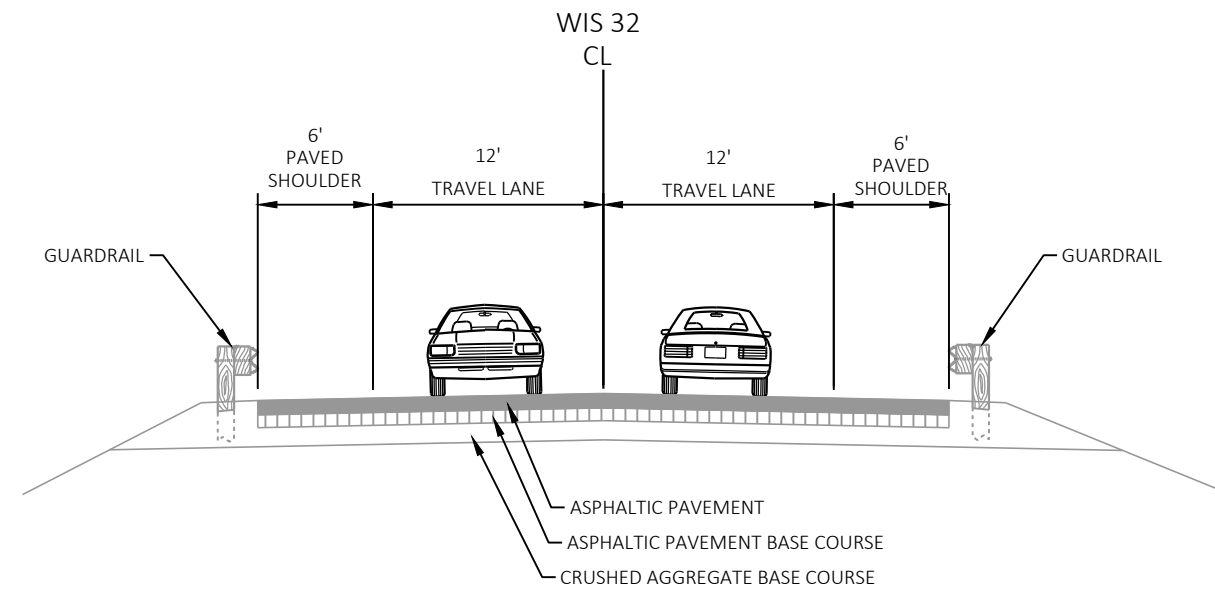 WIS 32
CL
6'
PAVED
SHOULDER
12'
TRAVEL LANE
12'
TRAVEL LANE
6'
PAVED
SHOULDER
GUARDRAIL
GUARDRAIL
ASPHALTIC PAVEMENT
ASPHALTIC PAVEMENT BASE COURSE
CRUSHED AGGREGATE BASE COURSE